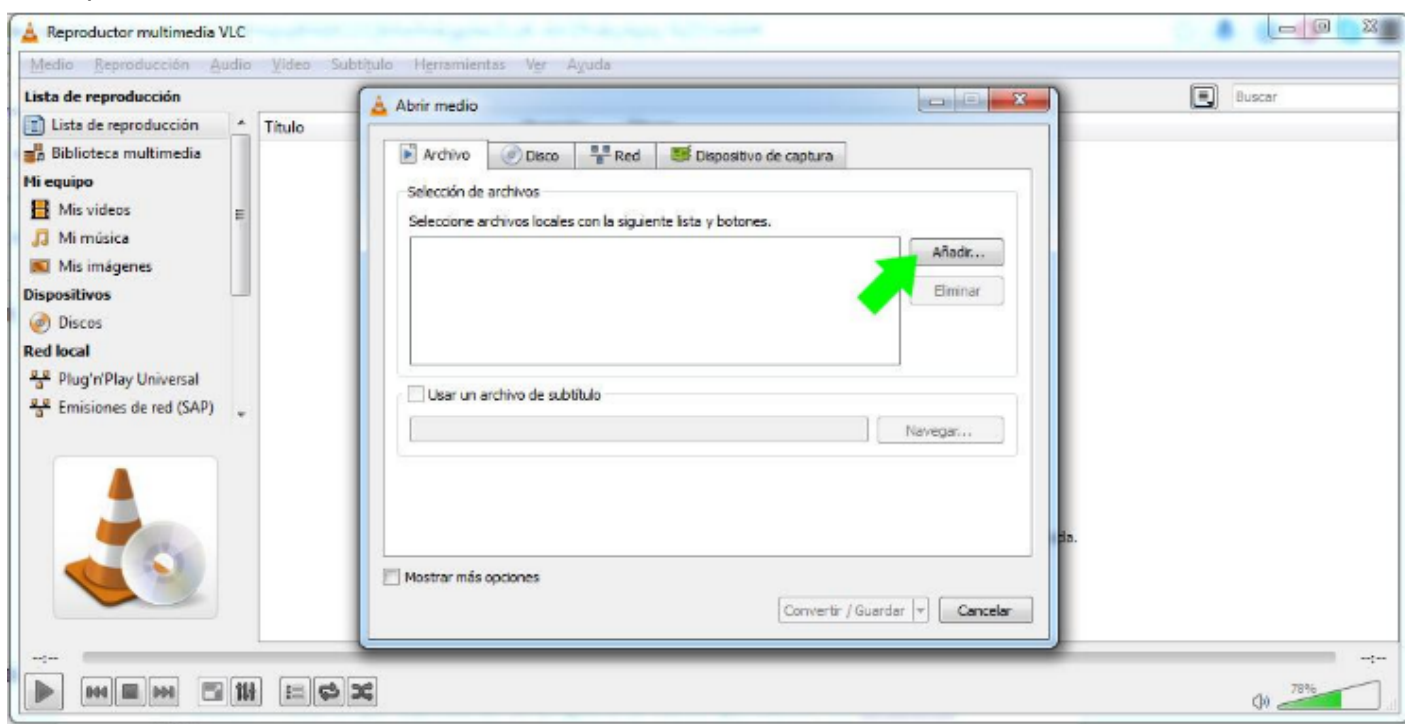 Reproductor multimedia VLC
Medio Reproducción Audio Vídeo Subtítulo Herramientas Ver Ayuda
Lista de reproducción
Buscar
Lista de reproducción
Título
Biblioteca multimedia
Mi equipo
Mis vídeos
Mi música
Mis imágenes
Dispositivos
Discos
Red local
Plug'n'Play Universal
Emisiones de red (SAP)
Abrir medio
Archivo Disco Red Dispositivo de captura
Selección de archivos
Seleccione archivos locales con la siguiente lista y botones.
Añadir...
Eliminar
Usar un archivo de subtítulo
Navegar...
da.
Mostrar más opciones
Convertir / Guardar Cancelar
--:-- --:--
78%